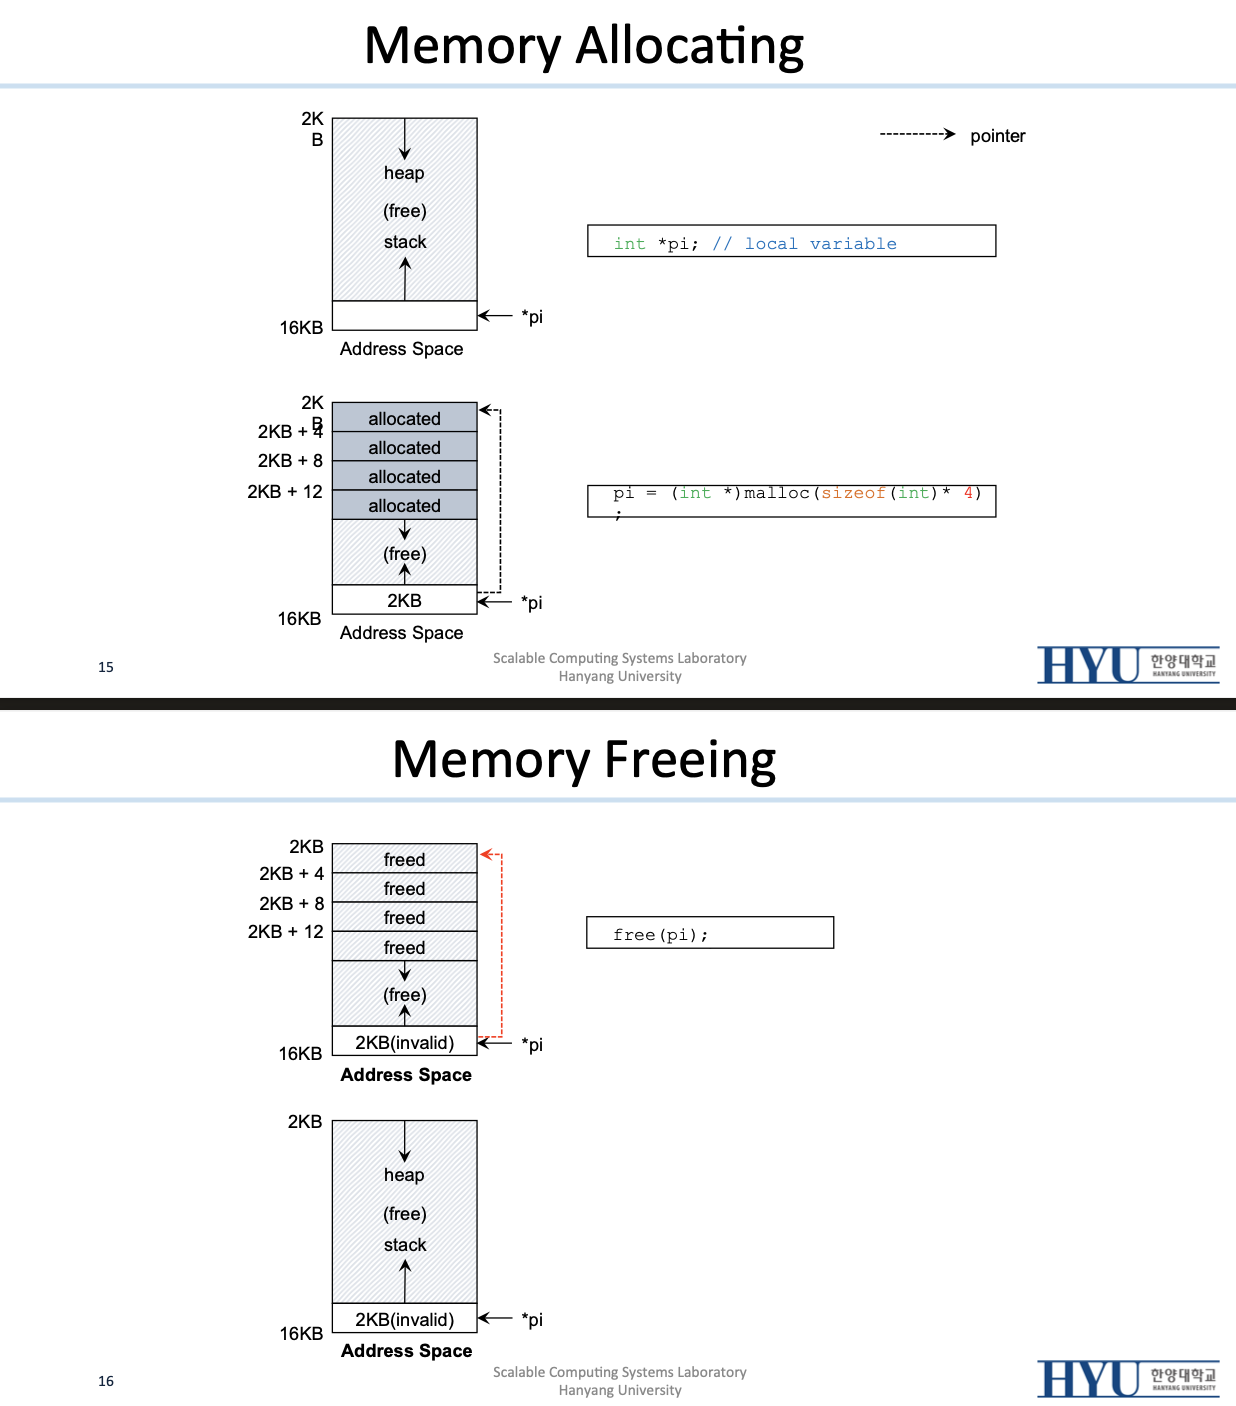 Memory Allocating
2K
B
pointer
heap
(free)
int *pi; // local variable
stack
*pi
16KB
Address Space
2K
B
allocated
2KB + 4
allocated
2KB + 8
allocated
2KB + 12
pi = (int *)malloc(sizeof(int)* 4)
;
allocated
(free)
2KB
*pi
16KB
Address Space
15
Scalable Computing Systems Laboratory
Hanyang University
HYU 한양대학교
HANYANG UNIVERSITY
Memory Freeing
2KB
freed
2KB + 4
freed
2KB + 8
freed
2KB + 12
free(pi);
freed
(free)
2KB(invalid)
*pi
16KB
Address Space
2KB
heap
(free)
stack
2KB(invalid)
*pi
16KB
Address Space
16
Scalable Computing Systems Laboratory
Hanyang University
HYU 한양대학교
HANYANG UNIVERSITY